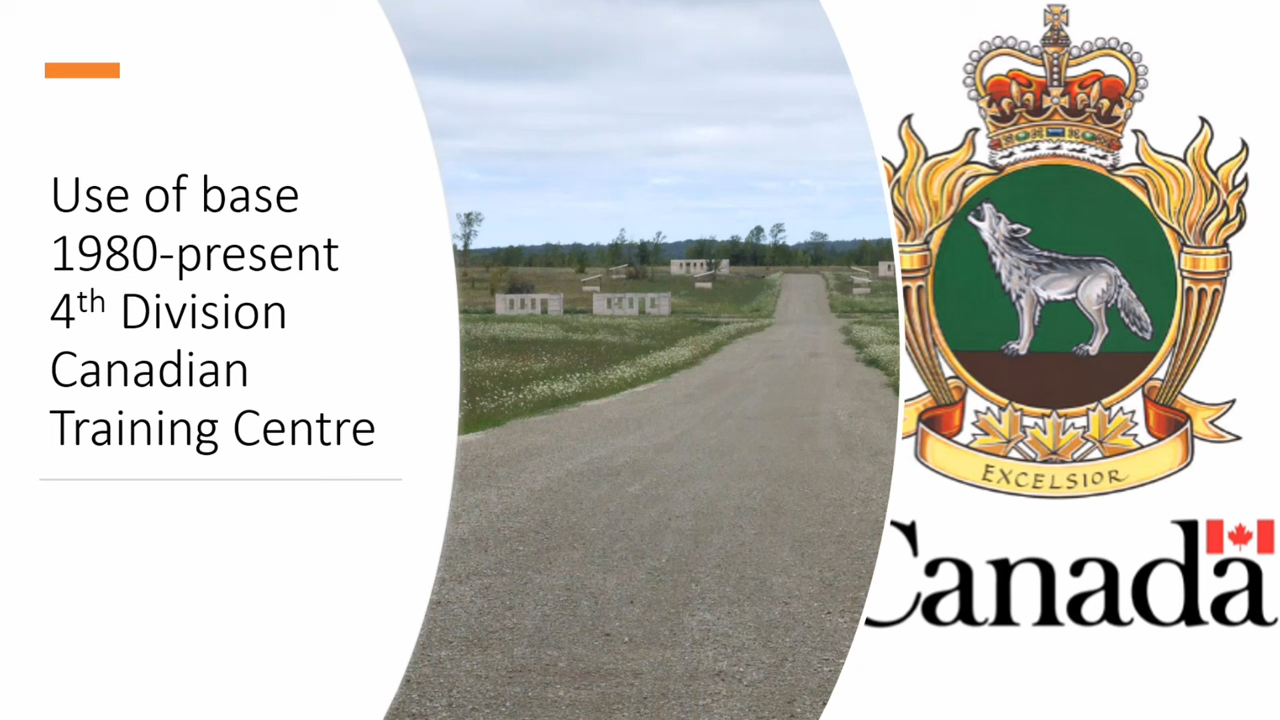 Use of base
1980-present
4th Division
Canadian
Training Centre
EXCELSIOR
Canada